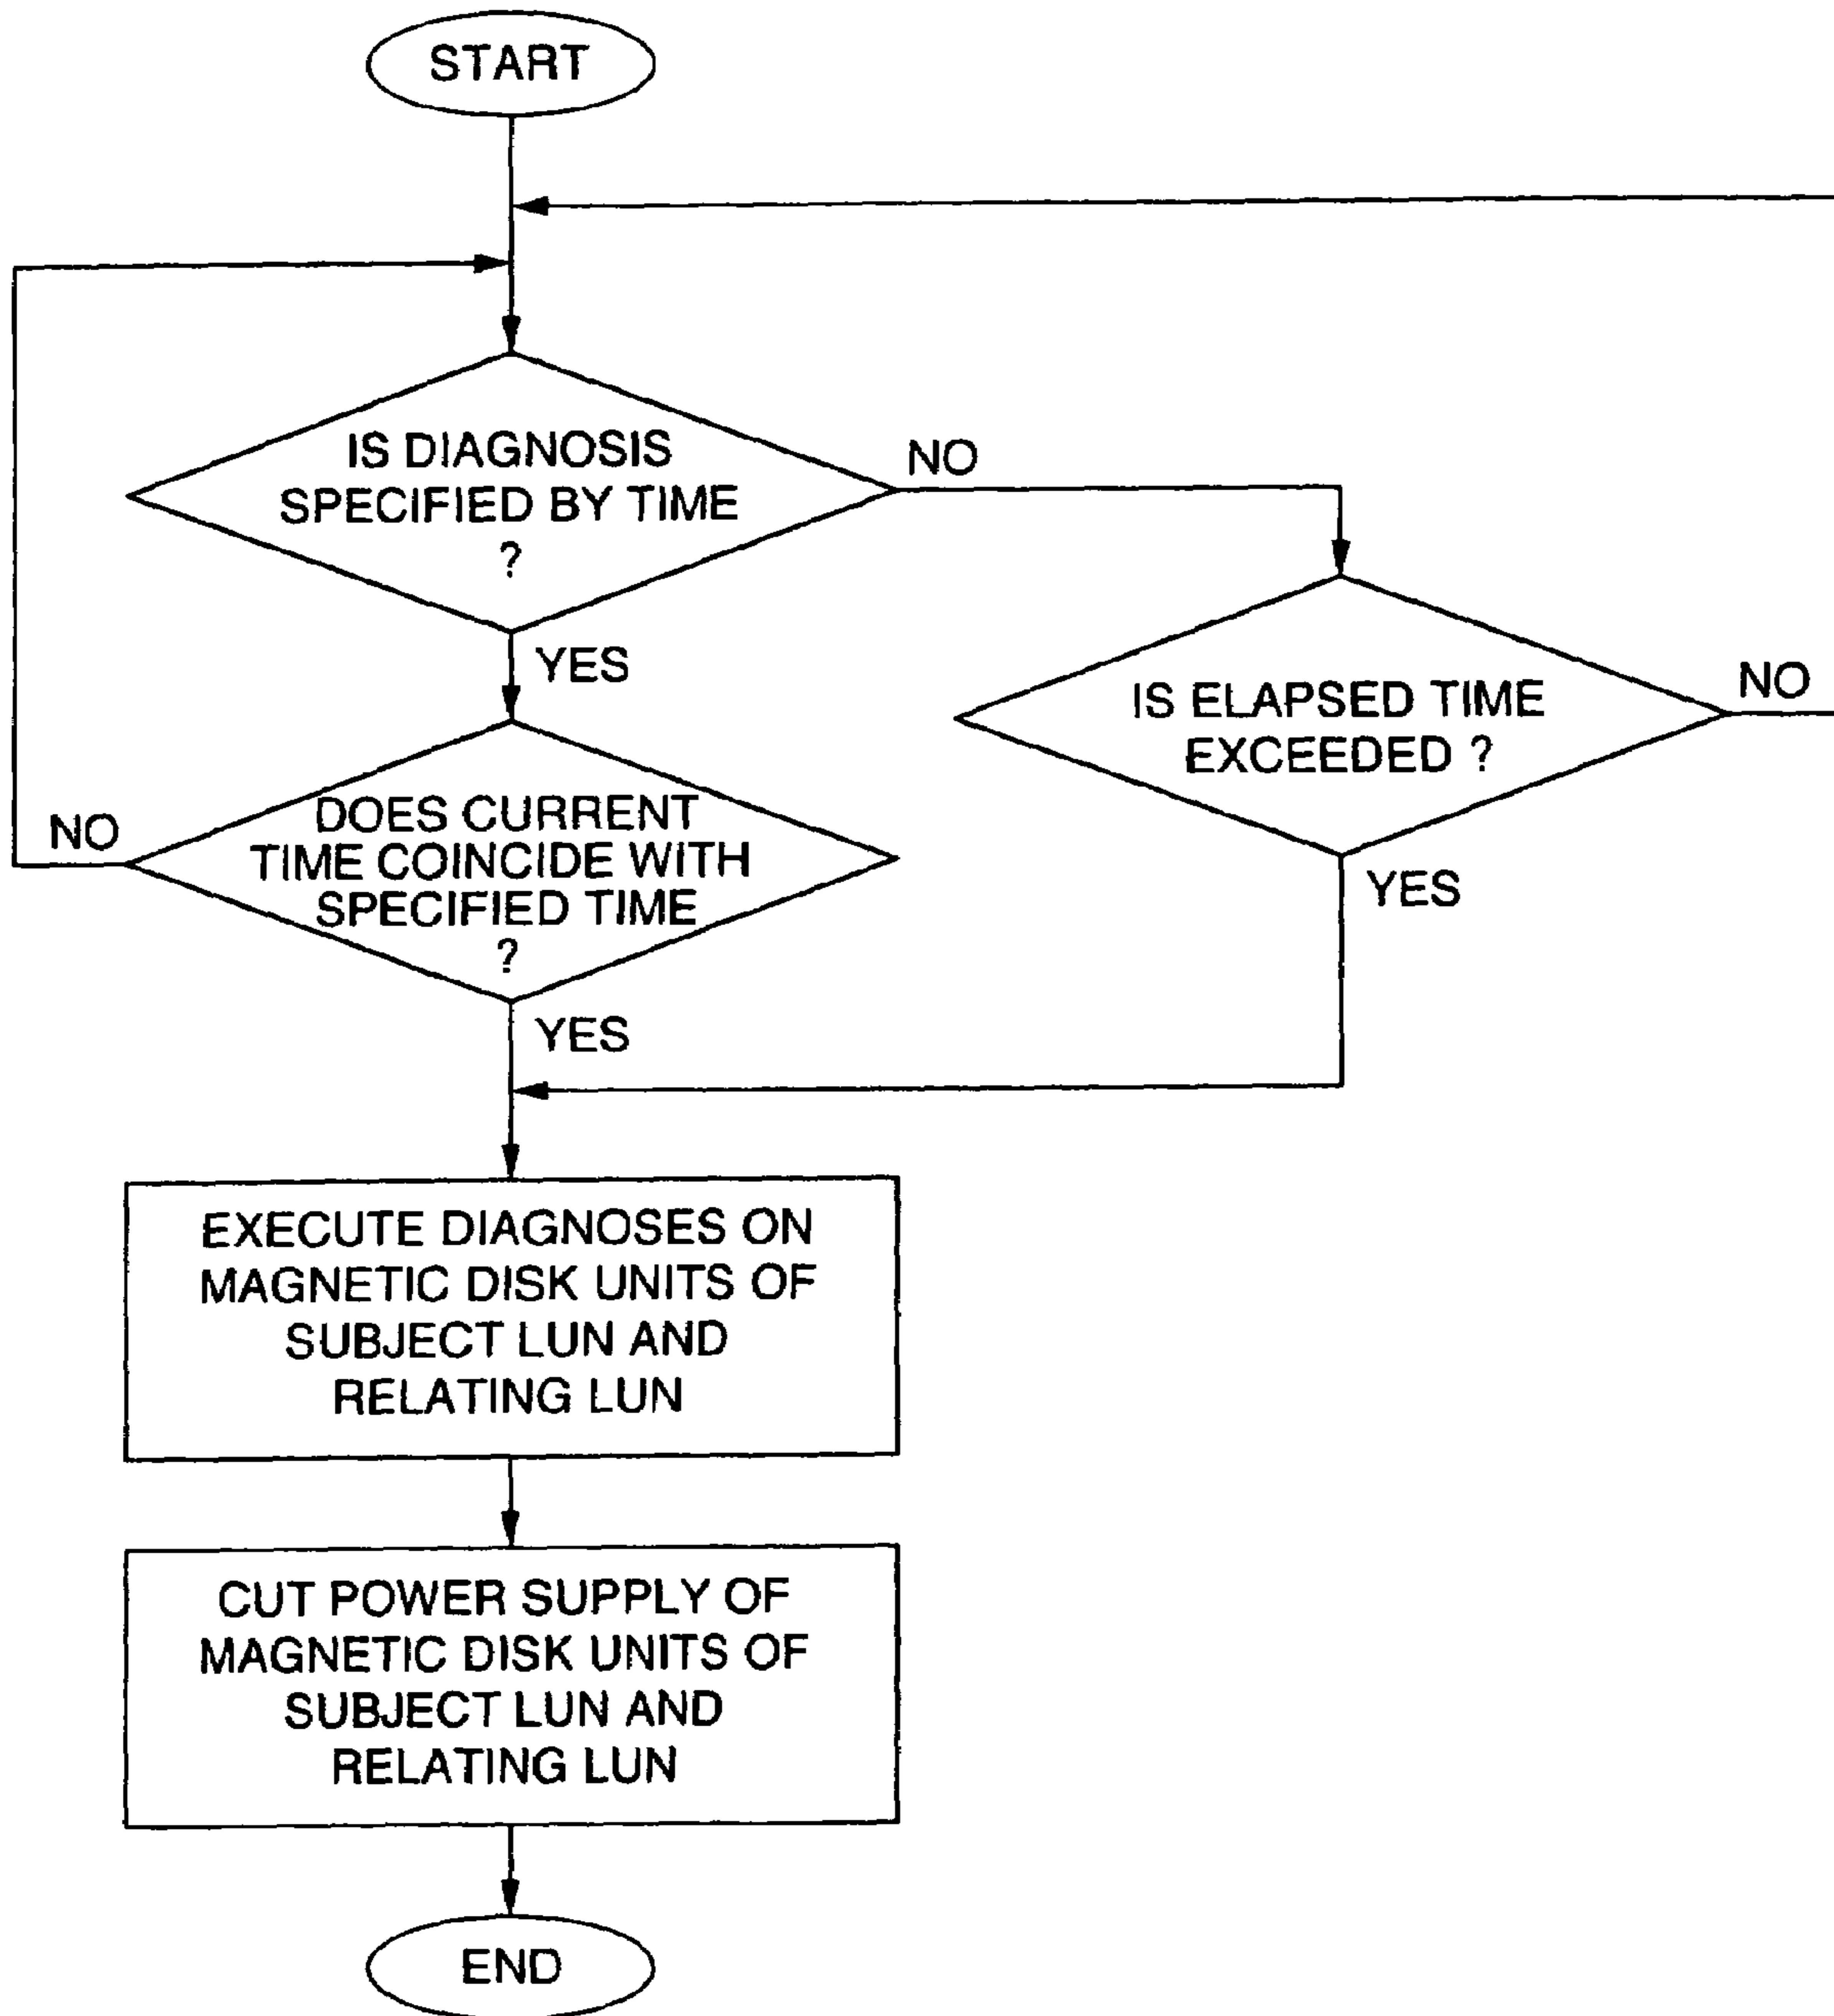 START
IS DIAGNOSIS
SPECIFIED BY TIME
?
NO
YES
IS ELAPSED TIME
EXCEEDED ?
NO
YES
DOES CURRENT
TIME COINCIDE WITH
SPECIFIED TIME
?
NO
YES
EXECUTE DIAGNOSES ON
MAGNETIC DISK UNITS OF
SUBJECT LUN AND
RELATING LUN
CUT POWER SUPPLY OF
MAGNETIC DISK UNITS OF
SUBJECT LUN AND
RELATING LUN
END